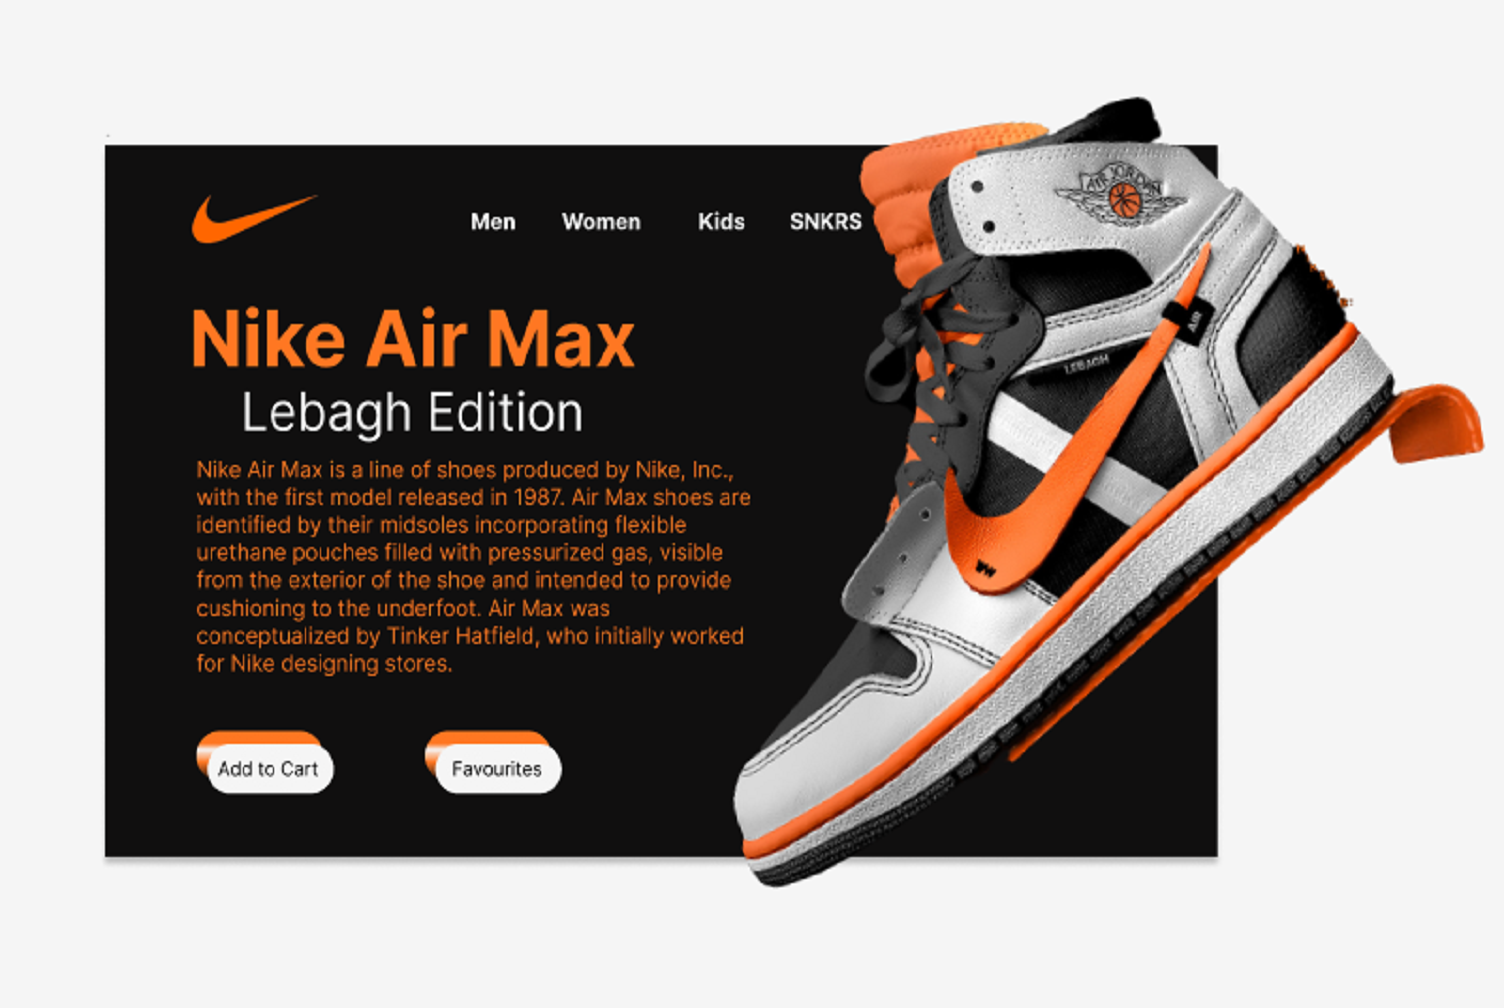 Men Women Kids SNKRS
AIR JORDAN
Nike Air Max
Lebagh Edition
Nike Air Max is a line of shoes produced by Nike, Inc.,
with the first model released in 1987. Air Max shoes are
identified by their midsoles incorporating flexible
urethane pouches filled with pressurized gas, visible
from the exterior of the shoe and intended to provide
cushioning to the underfoot. Air Max was
conceptualized by Tinker Hatfield, who initially worked
for Nike designing stores.
AIR
LEBAGH
Add to Cart Favourites